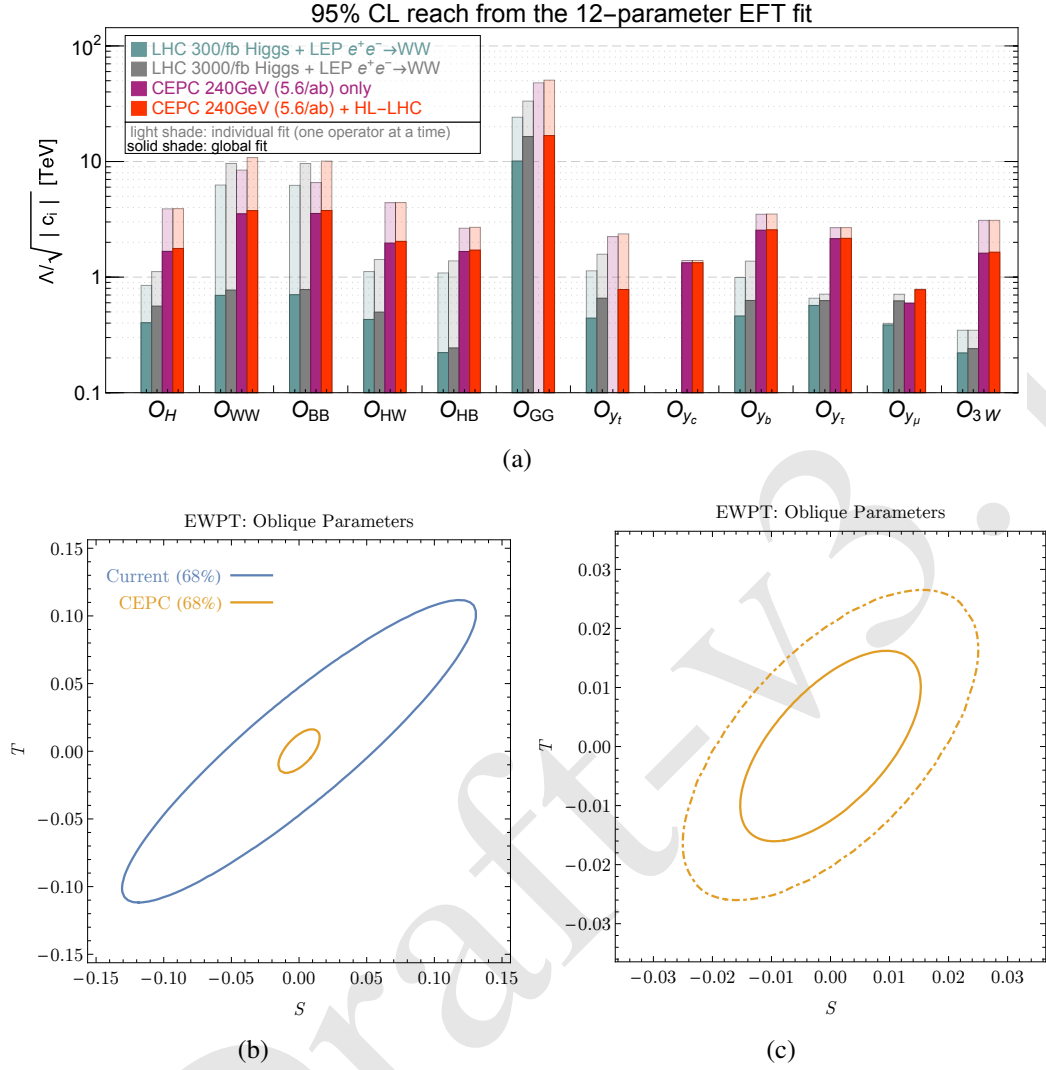 95% CL reach from the 12−parameter EFT fit
LHC 300/fb Higgs + LEP e⁺e⁻→WW
LHC 3000/fb Higgs + LEP e⁺e⁻→WW
CEPC 240GeV (5.6/ab) only
CEPC 240GeV (5.6/ab) + HL−LHC
light shade: individual fit (one operator at a time)
solid shade: global fit
Λ/√|cᵢ| [TeV]
10²
10
1
0.1
O_H O_WW O_BB O_HW O_HB O_GG O_yt O_yc O_yb O_yτ O_yμ O_3W
(a)
EWPT: Oblique Parameters
Current (68%)
CEPC (68%)
T
0.15
0.10
0.05
0.00
−0.05
−0.10
−0.15
−0.15 −0.10 −0.05 0.00 0.05 0.10 0.15
S
(b)
EWPT: Oblique Parameters
T
0.03
0.02
0.01
0.00
−0.01
−0.02
−0.03
−0.03 −0.02 −0.01 0.00 0.01 0.02 0.03
S
(c)
Draft-v3.